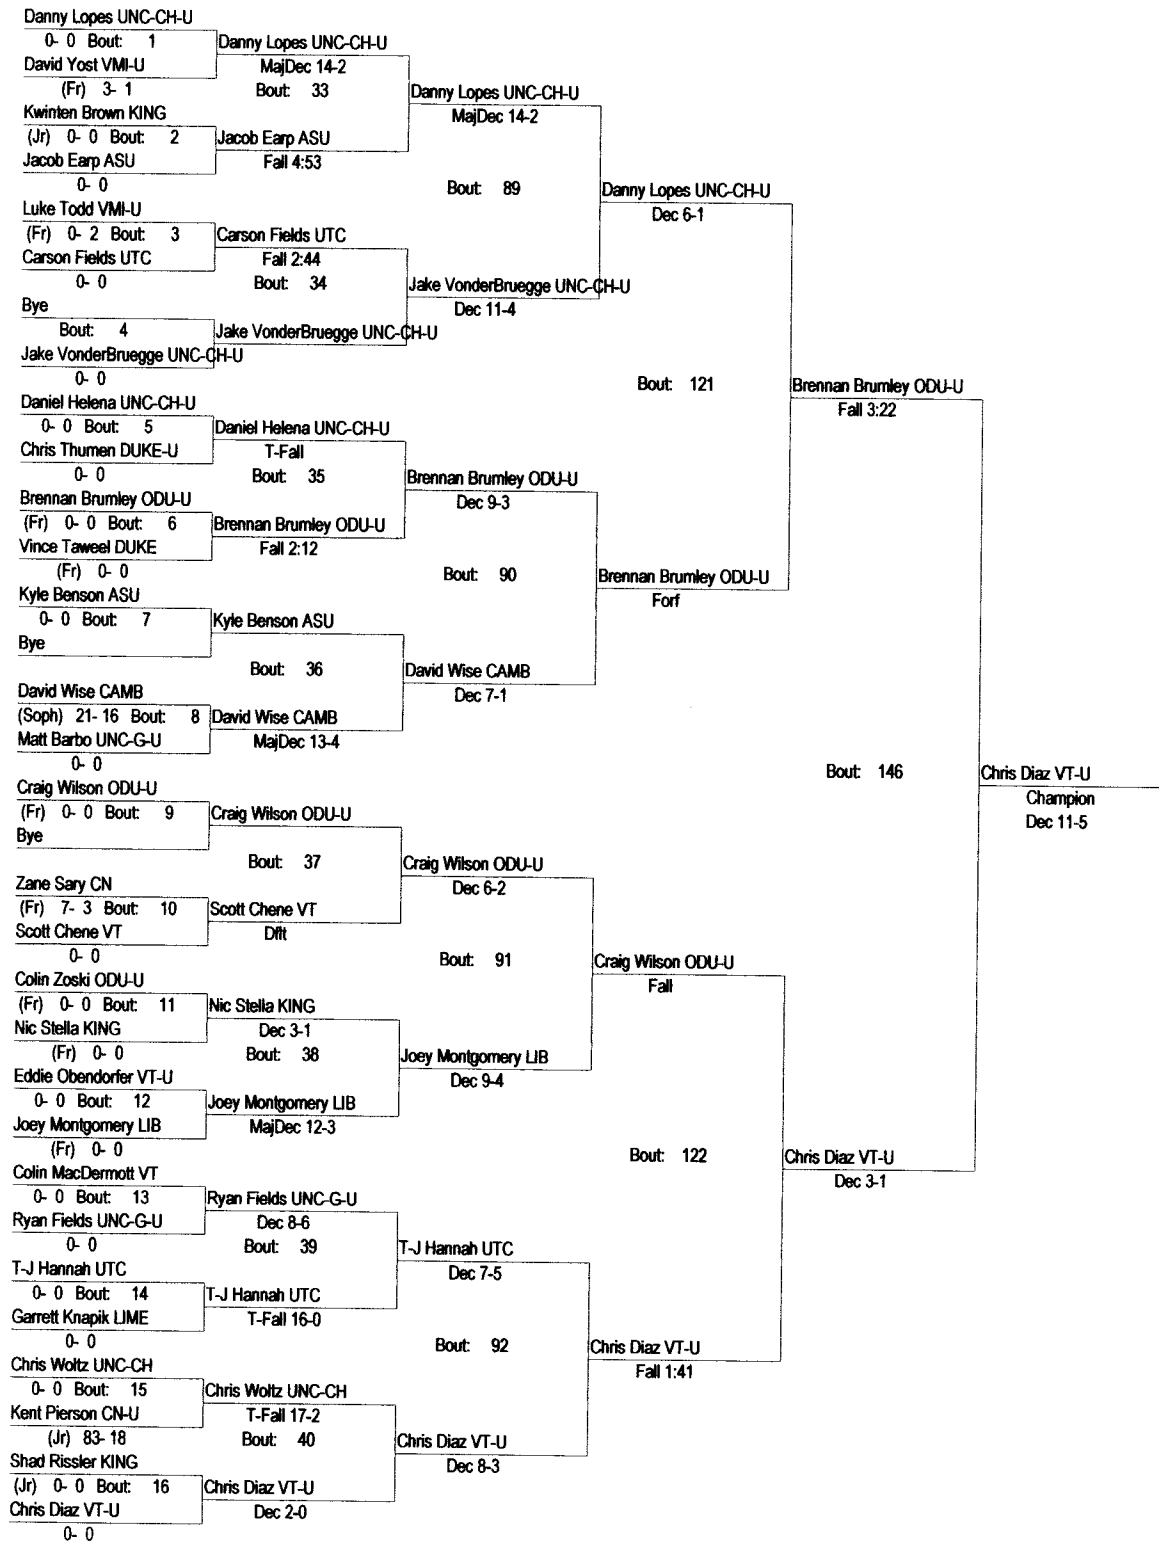 Danny Lopes UNC-CH-U
0- 0 Bout: 1
David Yost VMI-U
(Fr) 3- 1
Kwinten Brown KING
(Jr) 0- 0 Bout: 2
Jacob Earp ASU
0- 0
Luke Todd VMI-U
(Fr) 0- 2 Bout: 3
Carson Fields UTC
0- 0
Bye
Bout: 4
Jake VonderBruegge UNC-CH-U
0- 0
Daniel Helena UNC-CH-U
0- 0 Bout: 5
Chris Thumen DUKE-U
0- 0
Brennan Brumley ODU-U
(Fr) 0- 0 Bout: 6
Vince Taweel DUKE
(Fr) 0- 0
Kyle Benson ASU
0- 0 Bout: 7
Bye
David Wise CAMB
(Soph) 21- 16 Bout: 8
Matt Barbo UNC-G-U
0- 0
Craig Wilson ODU-U
(Fr) 0- 0 Bout: 9
Bye
Zane Sary CN
(Fr) 7- 3 Bout: 10
Scott Chene VT
0- 0
Colin Zoski ODU-U
(Fr) 0- 0 Bout: 11
Nic Stella KING
(Fr) 0- 0
Eddie Obendorfer VT-U
0- 0 Bout: 12
Joey Montgomery LIB
(Fr) 0- 0
Colin MacDermott VT
0- 0 Bout: 13
Ryan Fields UNC-G-U
0- 0
T-J Hannah UTC
0- 0 Bout: 14
Garrett Knapik LIME
0- 0
Chris Woltz UNC-CH
0- 0 Bout: 15
Kent Pierson CN-U
(Jr) 83- 18
Shad Rissler KING
(Jr) 0- 0 Bout: 16
Chris Diaz VT-U
0- 0
Danny Lopes UNC-CH-U
MajDec 14-2
Bout: 33
Jacob Earp ASU
Fall 4:53
Carson Fields UTC
Fall 2:44
Bout: 34
Jake VonderBruegge UNC-CH-U
Daniel Helena UNC-CH-U
T-Fall
Bout: 35
Brennan Brumley ODU-U
Fall 2:12
Kyle Benson ASU
Bout: 36
David Wise CAMB
MajDec 13-4
Craig Wilson ODU-U
Bout: 37
Scott Chene VT
Dflt
Nic Stella KING
Dec 3-1
Bout: 38
Joey Montgomery LIB
MajDec 12-3
Ryan Fields UNC-G-U
Dec 8-6
Bout: 39
T-J Hannah UTC
T-Fall 16-0
Chris Woltz UNC-CH
T-Fall 17-2
Bout: 40
Chris Diaz VT-U
Dec 2-0
Danny Lopes UNC-CH-U
MajDec 14-2
Bout: 89
Jake VonderBruegge UNC-CH-U
Dec 11-4
Brennan Brumley ODU-U
Dec 9-3
Bout: 90
David Wise CAMB
Dec 7-1
Craig Wilson ODU-U
Dec 6-2
Bout: 91
Joey Montgomery LIB
Dec 9-4
T-J Hannah UTC
Dec 7-5
Bout: 92
Chris Diaz VT-U
Dec 8-3
Danny Lopes UNC-CH-U
Dec 6-1
Bout: 121
Brennan Brumley ODU-U
Forf
Craig Wilson ODU-U
Fall
Bout: 122
Chris Diaz VT-U
Fall 1:41
Brennan Brumley ODU-U
Fall 3:22
Bout: 146
Chris Diaz VT-U
Dec 3-1
Chris Diaz VT-U
Champion
Dec 11-5